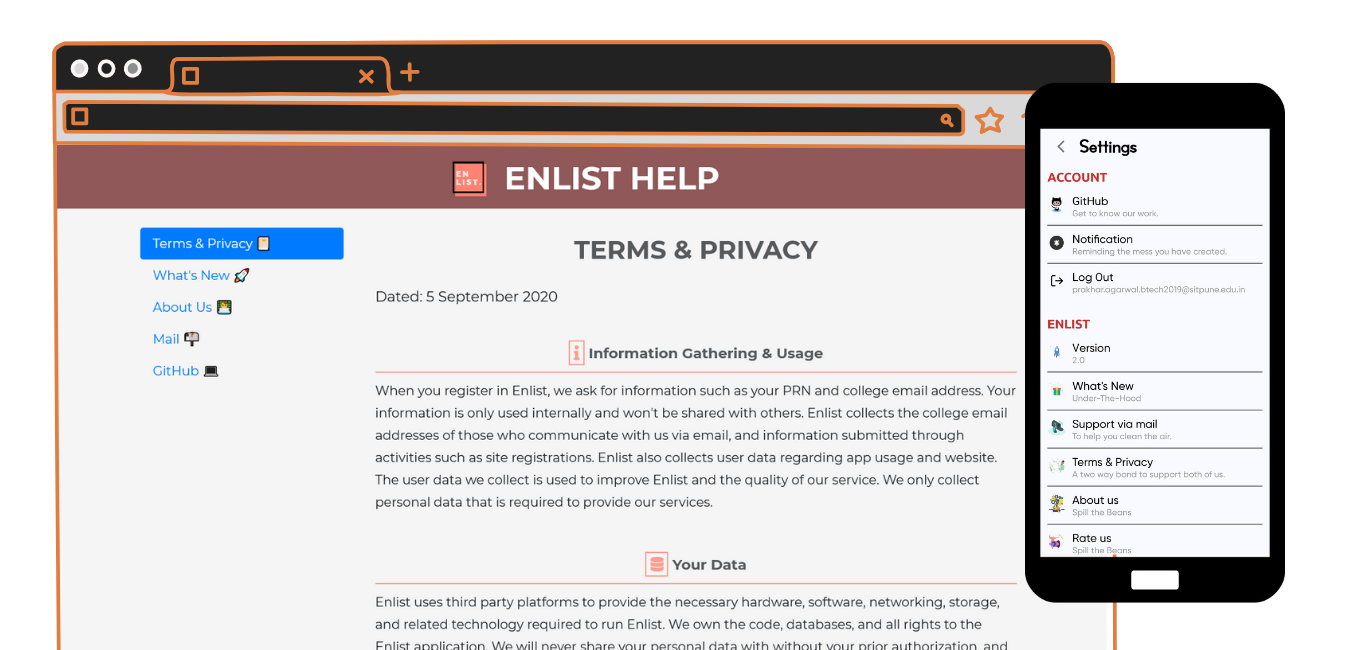 EN
LIST.
ENLIST HELP
Terms & Privacy
What's New
About Us
Mail
GitHub
TERMS & PRIVACY
Dated: 5 September 2020
Information Gathering & Usage
When you register in Enlist, we ask for information such as your PRN and college email address. Your
information is only used internally and won't be shared with others. Enlist collects the college email
addresses of those who communicate with us via email, and information submitted through
activities such as site registrations. Enlist also collects user data regarding app usage and website.
The user data we collect is used to improve Enlist and the quality of our service. We only collect
personal data that is required to provide our services.
Your Data
Enlist uses third party platforms to provide the necessary hardware, software, networking, storage,
and related technology required to run Enlist. We own the code, databases, and all rights to the
Enlist application. We will never share your personal data with without your prior authorization, and
Settings
ACCOUNT
GitHub
Get to know our work.
Notification
Reminding the mess you have created.
Log Out
prakhar.agarwal.btech2019@sitpune.edu.in
ENLIST
Version
2.0
What's New
Under-The-Hood
Support via mail
To help you clean the air.
Terms & Privacy
A two way bond to support both of us.
About us
Spill the Beans
Rate us
Spill the Beans